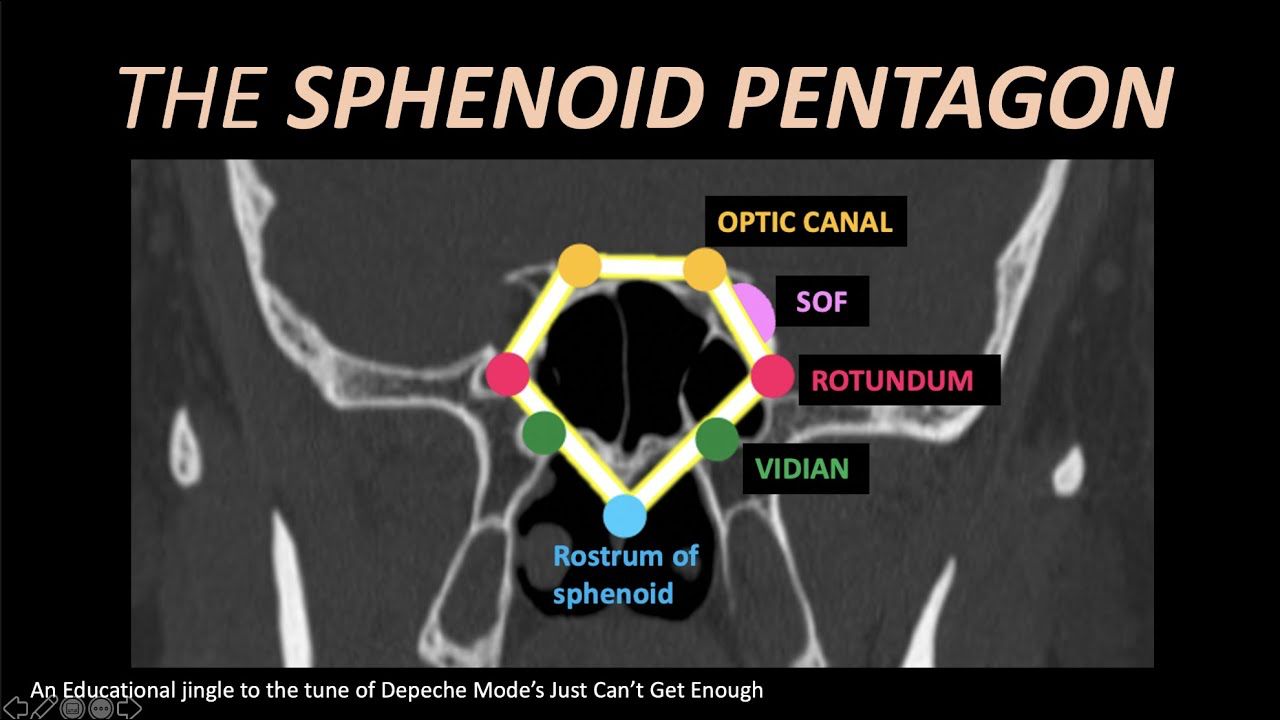 THE SPHENOID PENTAGON
OPTIC CANAL
SOF
ROTUNDUM
VIDIAN
Rostrum of
sphenoid
An Educational jingle to the tune of Depeche Mode’s Just Can’t Get Enough